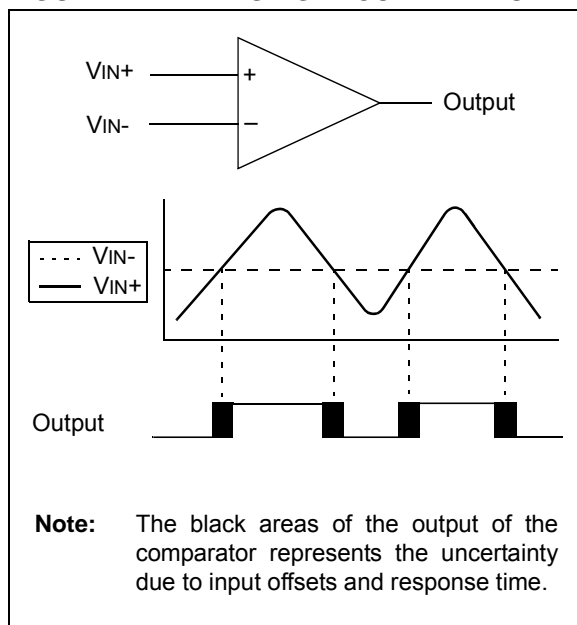 VIN+
+
Output
VIN-
–
VIN-
VIN+
Output
Note: The black areas of the output of the
comparator represents the uncertainty
due to input offsets and response time.